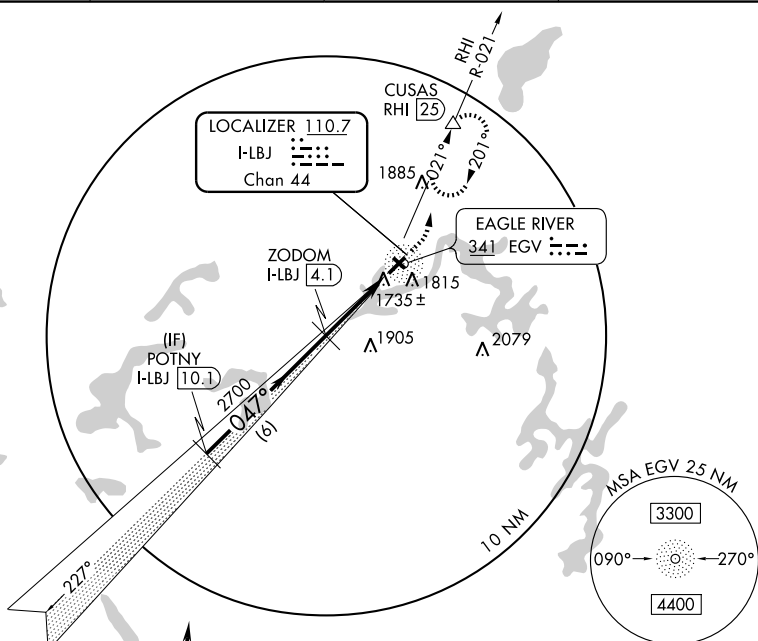 RHI
R-021
CUSAS
RHI 25
LOCALIZER 110.7
I-LBJ
Chan 44
1885
021°
201°
EAGLE RIVER
341 EGV
ZODOM
I-LBJ 4.1
1815
1735 ±
1905
2079
(IF)
POTNY
I-LBJ 10.1
2700
047°
(6)
10 NM
227°
MSA EGV 25 NM
3300
090°
270°
4400